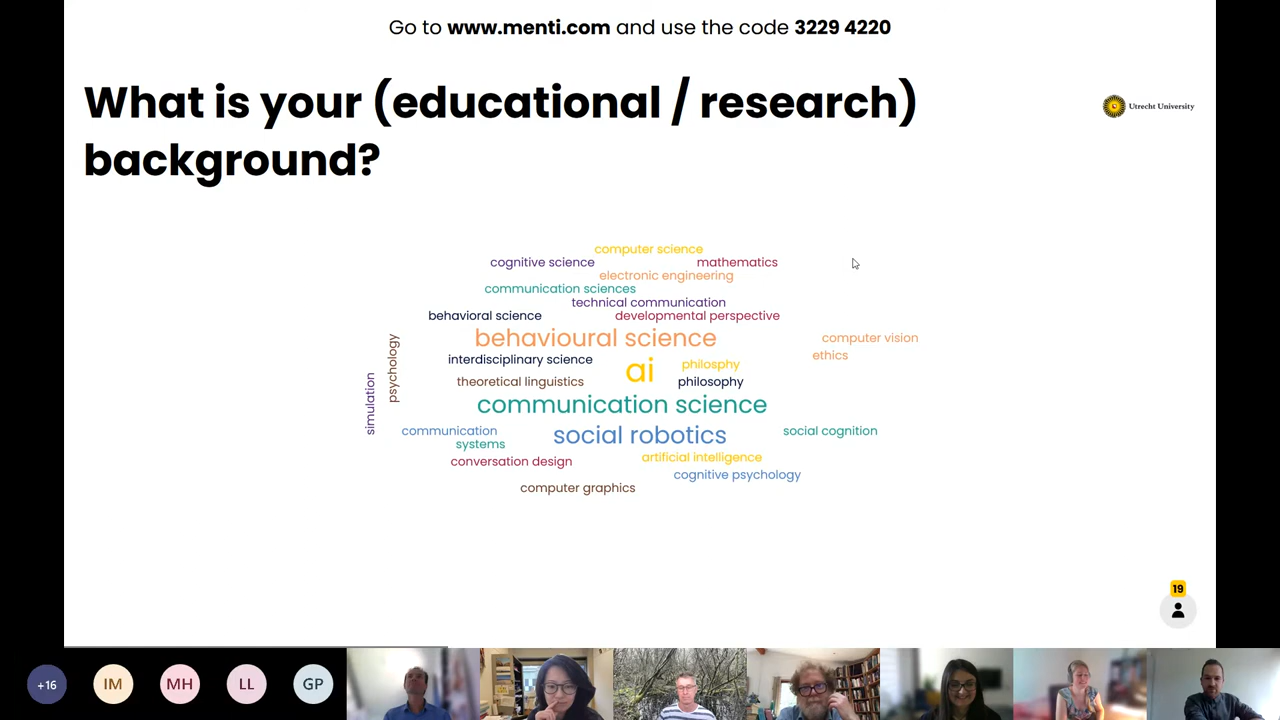 Go to www.menti.com and use the code 3229 4220
What is your (educational / research)
background?
Utrecht University
computer science
cognitive science
mathematics
electronic engineering
communication sciences
technical communication
behavioral science
developmental perspective
behavioural science
computer vision
psychology
interdisciplinary science
ai
philosphy
ethics
theoretical linguistics
philosophy
simulation
communication science
communication
social robotics
social cognition
systems
conversation design
artificial intelligence
cognitive psychology
computer graphics
19
+16
IM
MH
LL
GP